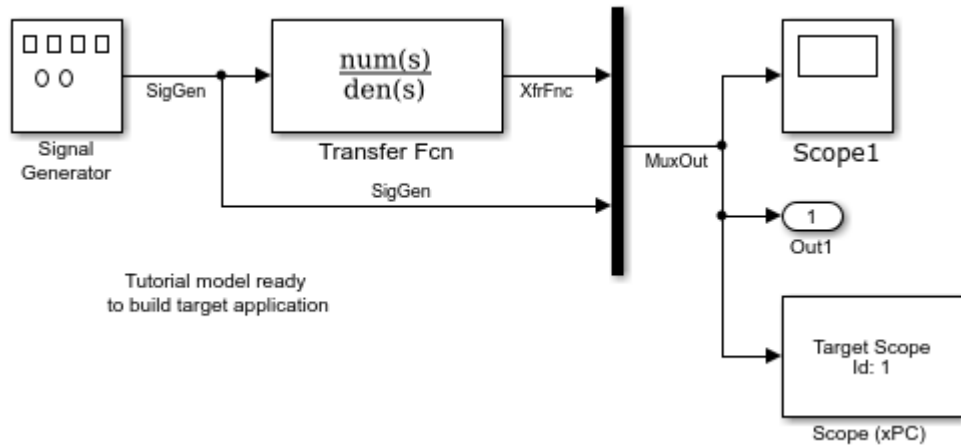 Signal
Generator
SigGen
num(s)
den(s)
Transfer Fcn
XfrFnc
SigGen
MuxOut
Scope1
1
Out1
Target Scope
Id: 1
Scope (xPC)
Tutorial model ready
to build target application